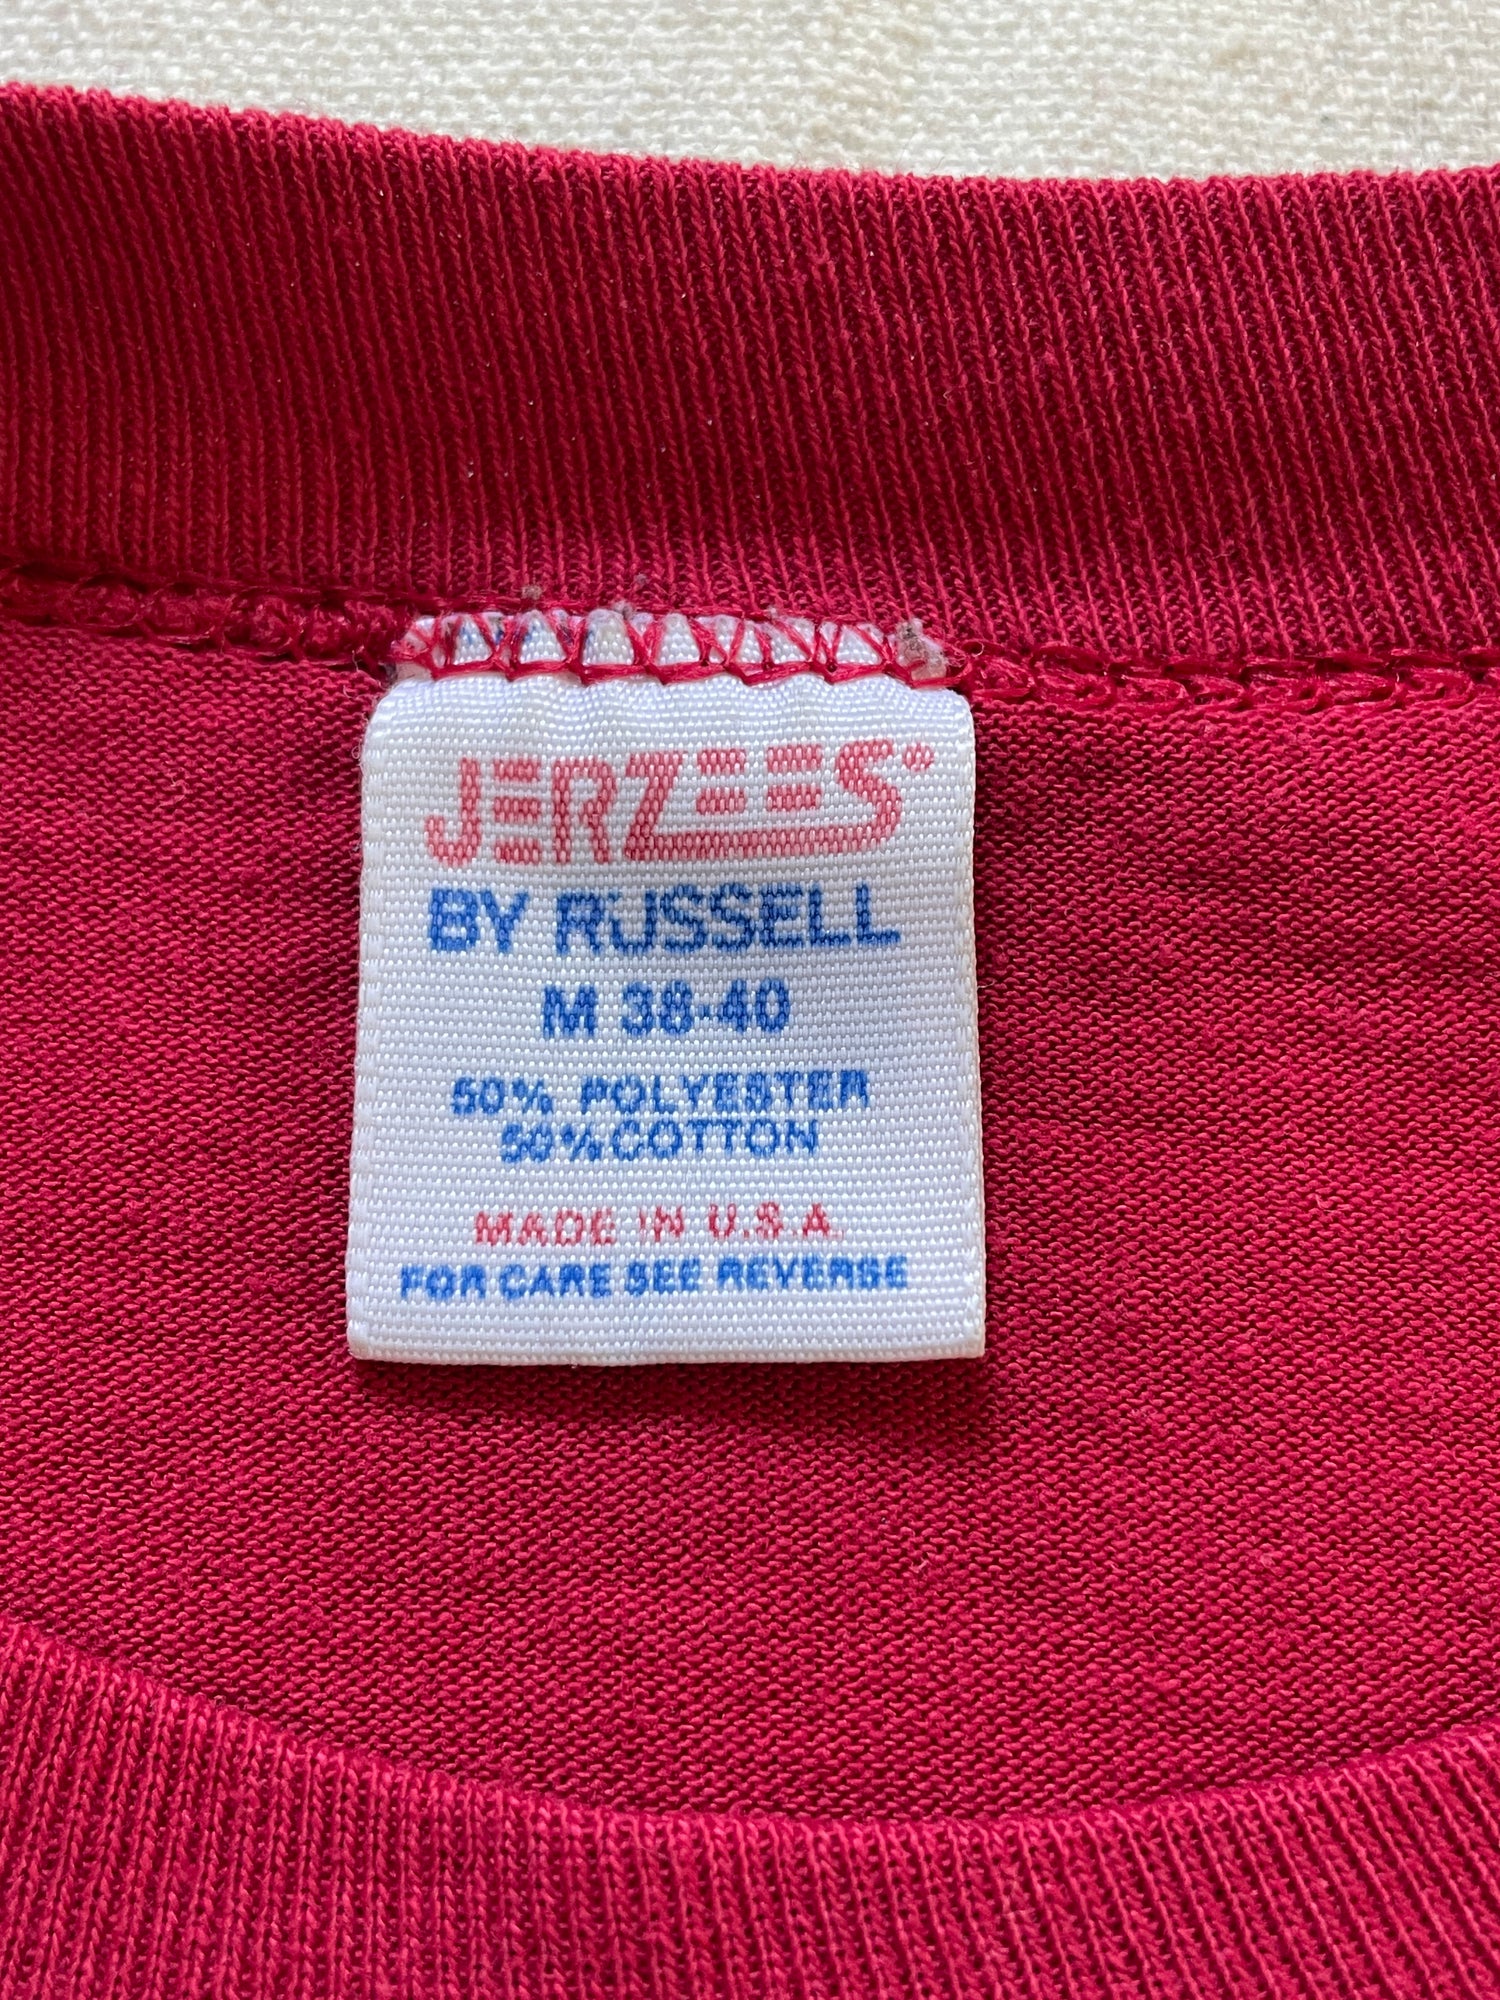 JERZEES®
BY RUSSELL
M 38-40
50% POLYESTER
50% COTTON
MADE IN U.S.A.
FOR CARE SEE REVERSE